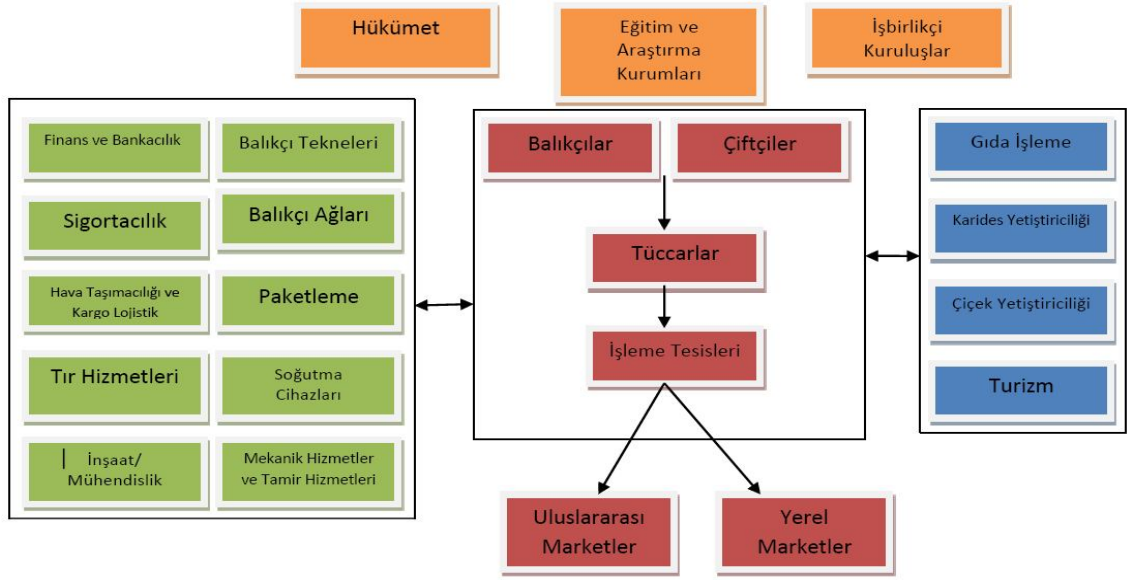 Hükümet
Eğitim ve
Araştırma
Kurumları
İşbirlikçi
Kuruluşlar
Finans ve Bankacılık
Balıkçı Tekneleri
Sigortacılık
Balıkçı Ağları
Hava Taşımacılığı ve
Kargo Lojistik
Paketleme
Tır Hizmetleri
Soğutma
Cihazları
İnşaat/
Mühendislik
Mekanik Hizmetler
ve Tamir Hizmetleri
Balıkçılar
Çiftçiler
Tüccarlar
İşleme Tesisleri
Uluslararası
Marketler
Yerel
Marketler
Gıda İşleme
Karides Yetiştiriciliği
Çiçek Yetiştiriciliği
Turizm